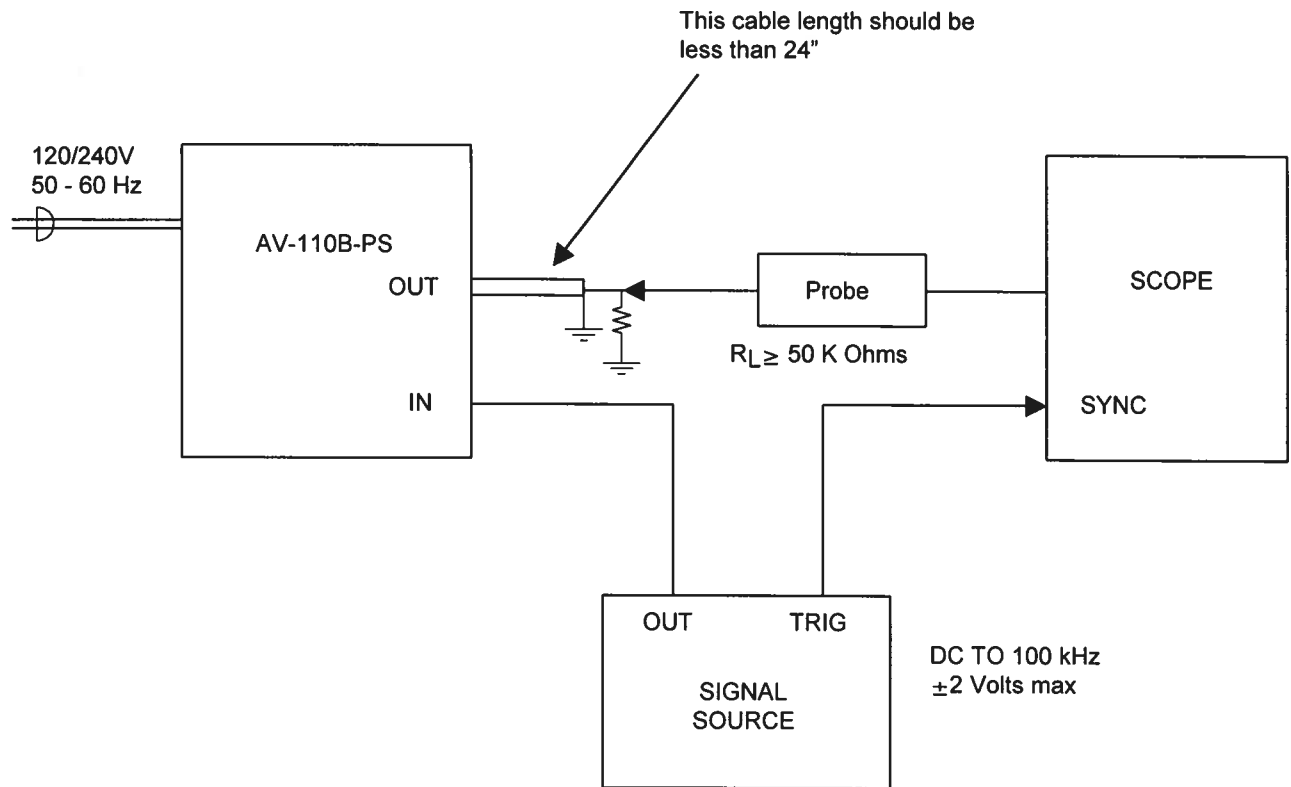 This cable length should be
less than 24”
120/240V
50 - 60 Hz
AV-110B-PS
OUT
IN
Probe
RL ≥ 50 K Ohms
SCOPE
SYNC
OUT
TRIG
SIGNAL
SOURCE
DC TO 100 kHz
±2 Volts max